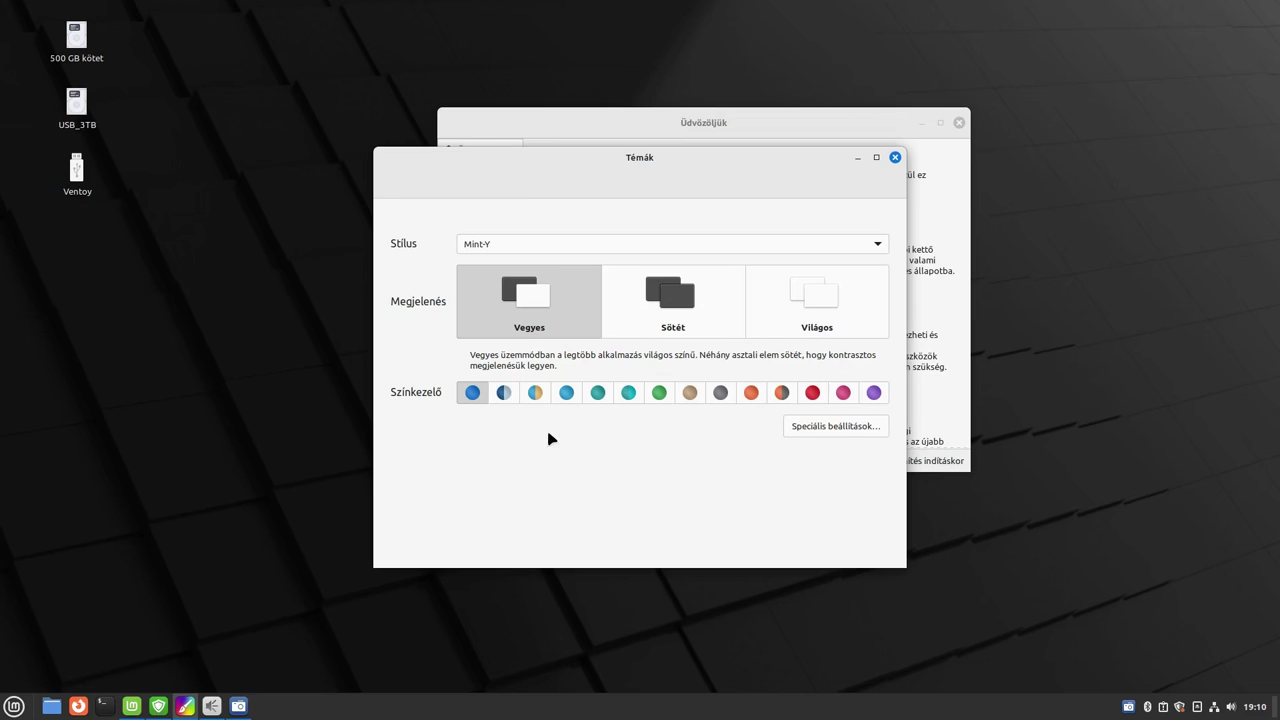 500 GB kötet
USB_3TB
Ventoy
Üdvözöljük
ül ez
i kettő
valami
s állapotba.
ezheti és
szközök
n szükség.
gi
s az újabb
ítés indításkor
Témák
Stílus
Mint-Y
Megjelenés
Vegyes
Sötét
Világos
Vegyes üzemmódban a legtöbb alkalmazás világos színű. Néhány asztali elem sötét, hogy kontrasztos
megjelenésük legyen.
Színkezelő
Speciális beállítások…
19:10